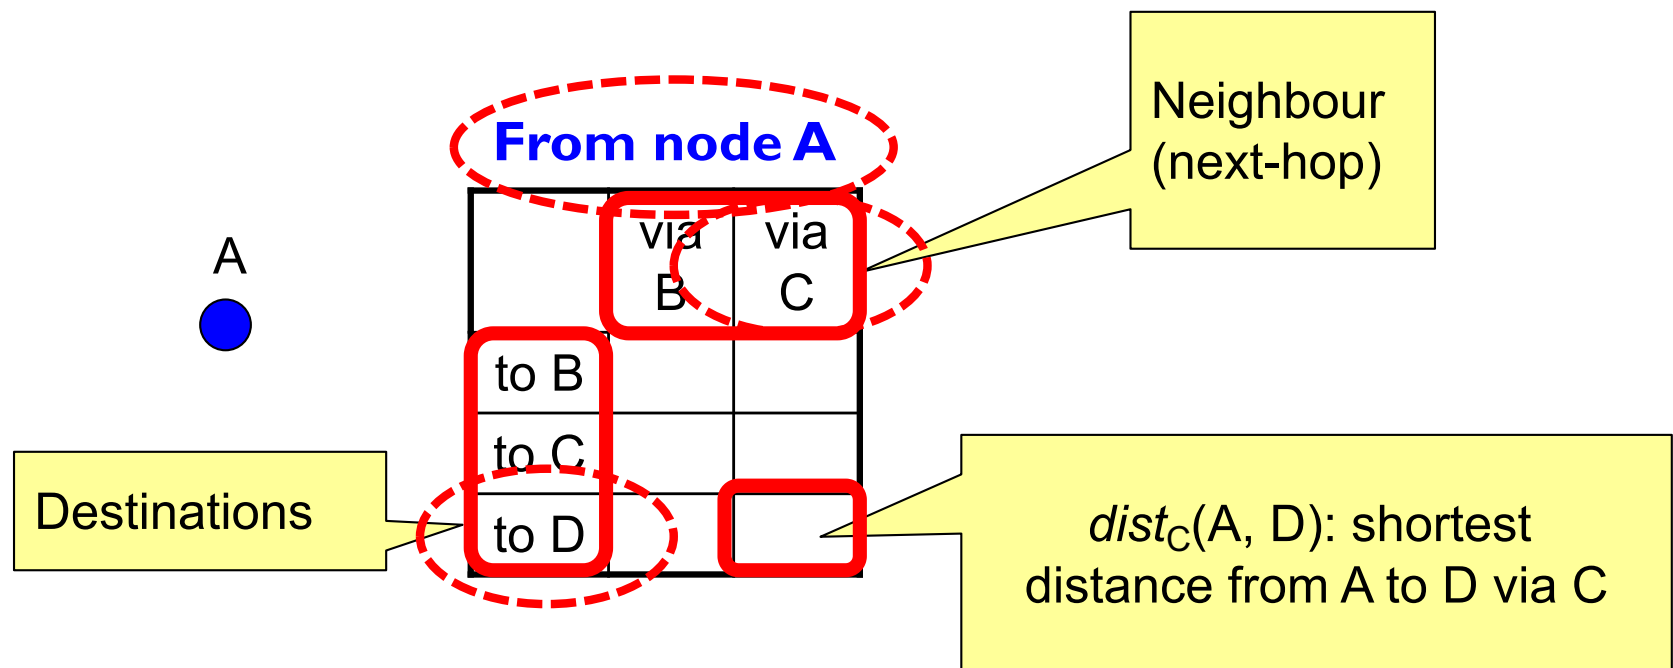 Neighbour
(next-hop)
From node A
via
B
via
C
A
to B
to C
to D
Destinations
distC(A, D): shortest
distance from A to D via C